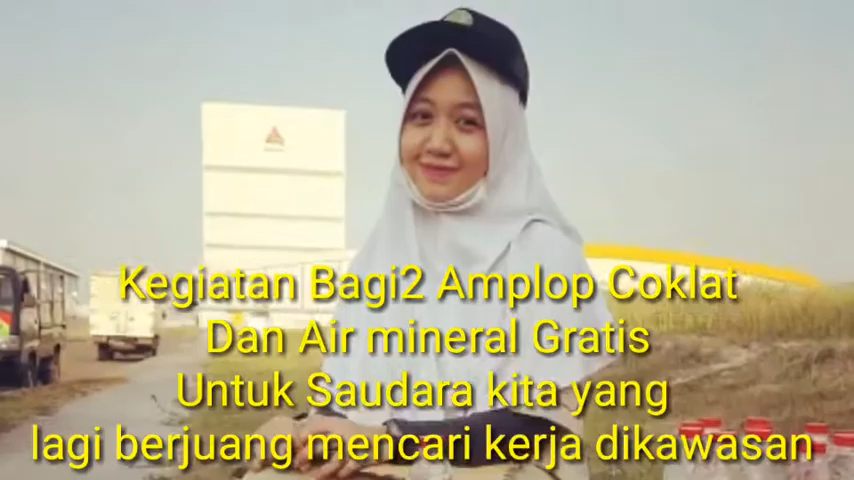 Kegiatan Bagi2 Amplop Coklat
Dan Air mineral Gratis
Untuk Saudara kita yang
lagi berjuang mencari kerja dikawasan